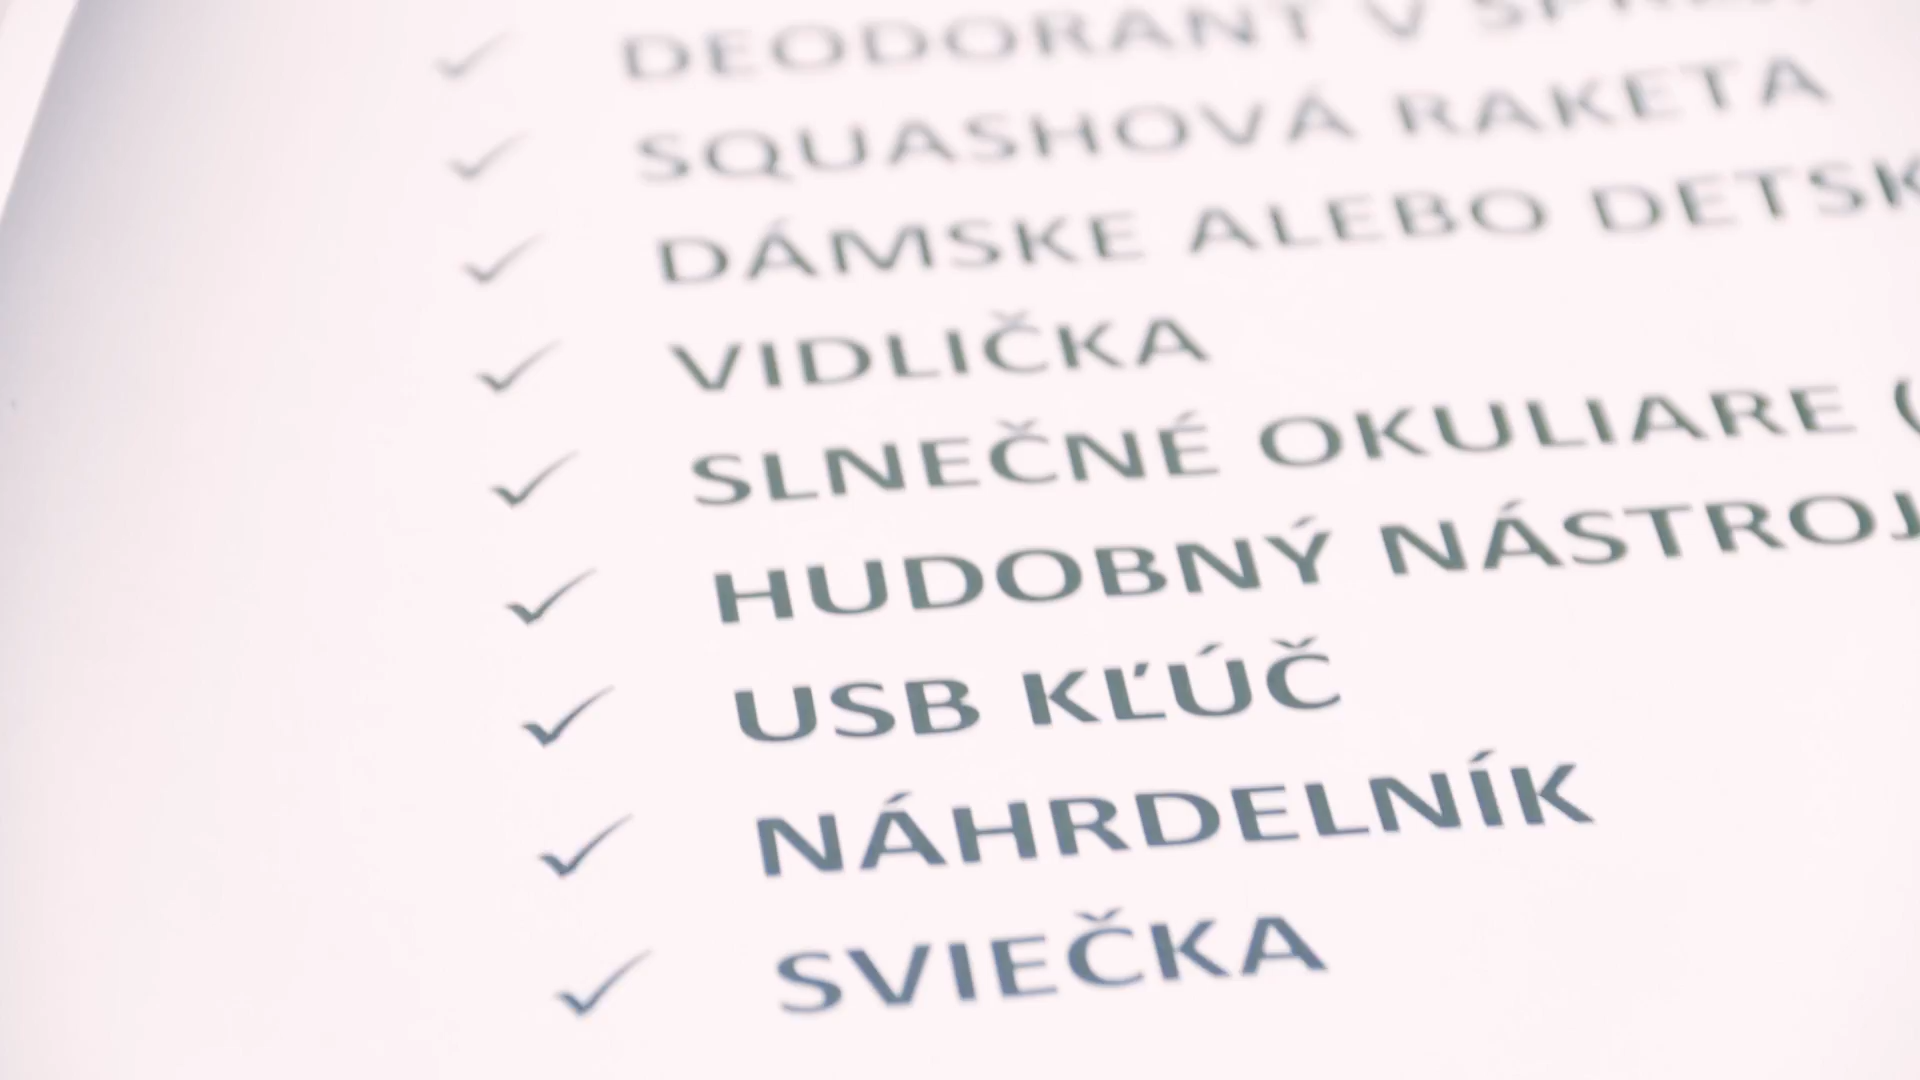 ✓ DEODORANT V
✓ SQUASHOVÁ RAKETA
✓ DÁMSKE ALEBO DETSK
✓ VIDLIČKA
✓ SLNEČNÉ OKULIARE (
✓ HUDOBNÝ NÁSTROJ
✓ USB KĽÚČ
✓ NÁHRDELNÍK
✓ SVIEČKA